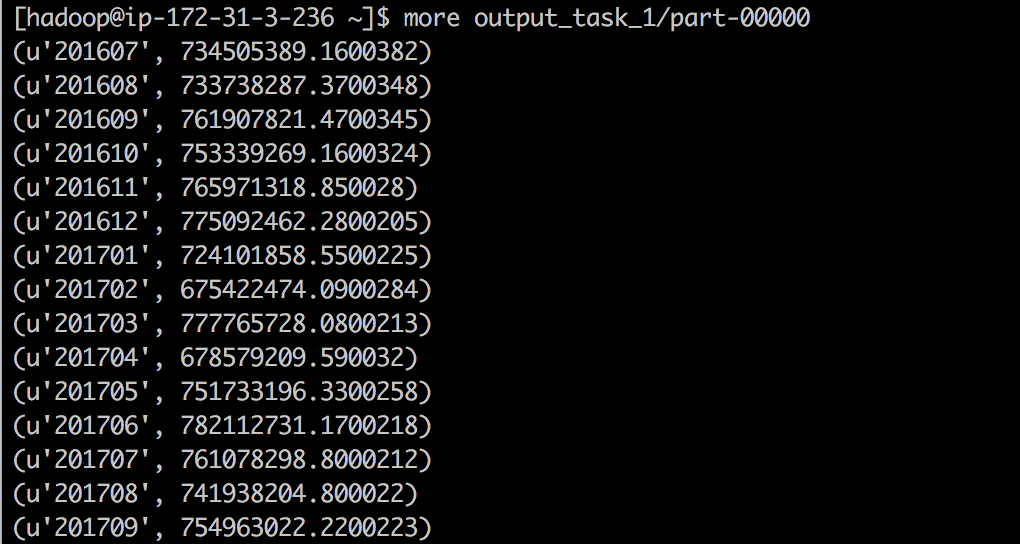 [hadoop@ip-172-31-3-236 ~]$ more output_task_1/part-00000
(u'201607', 734505389.1600382)
(u'201608', 733738287.3700348)
(u'201609', 761907821.4700345)
(u'201610', 753339269.1600324)
(u'201611', 765971318.850028)
(u'201612', 775092462.2800205)
(u'201701', 724101858.5500225)
(u'201702', 675422474.0900284)
(u'201703', 777765728.0800213)
(u'201704', 678579209.590032)
(u'201705', 751733196.3300258)
(u'201706', 782112731.1700218)
(u'201707', 761078298.8000212)
(u'201708', 741938204.800022)
(u'201709', 754963022.2200223)